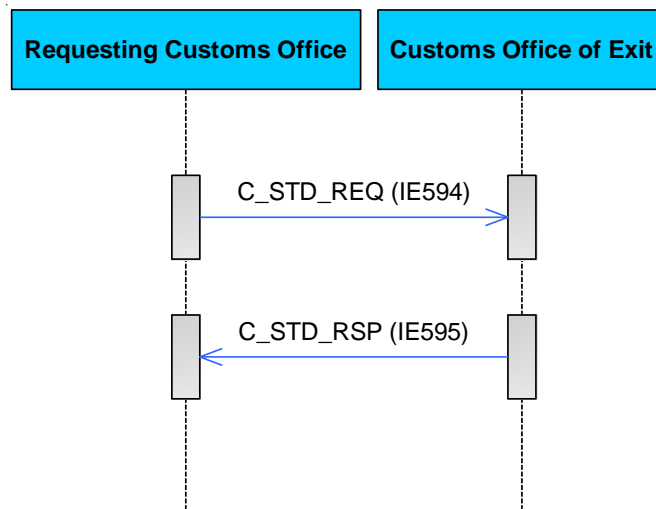 Requesting Customs Office
Customs Office of Exit
C_STD_REQ (IE594)
C_STD_RSP (IE595)